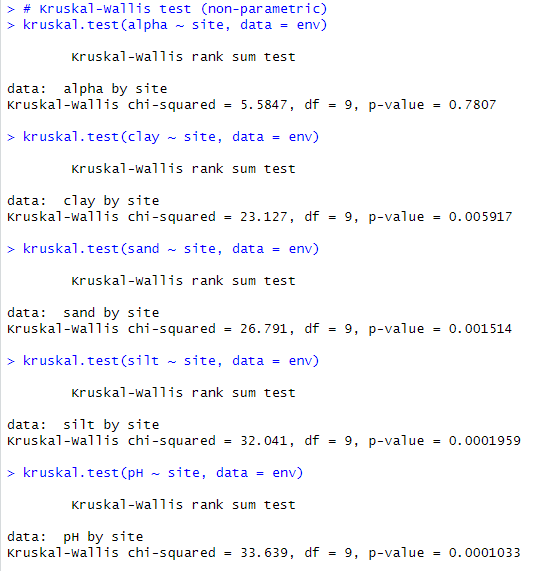 > # Kruskal-Wallis test (non-parametric)
> kruskal.test(alpha ~ site, data = env)
Kruskal-Wallis rank sum test
data:  alpha by site
Kruskal-Wallis chi-squared = 5.5847, df = 9, p-value = 0.7807
> kruskal.test(clay ~ site, data = env)
Kruskal-Wallis rank sum test
data:  clay by site
Kruskal-Wallis chi-squared = 23.127, df = 9, p-value = 0.005917
> kruskal.test(sand ~ site, data = env)
Kruskal-Wallis rank sum test
data:  sand by site
Kruskal-Wallis chi-squared = 26.791, df = 9, p-value = 0.001514
> kruskal.test(silt ~ site, data = env)
Kruskal-Wallis rank sum test
data:  silt by site
Kruskal-Wallis chi-squared = 32.041, df = 9, p-value = 0.0001959
> kruskal.test(pH ~ site, data = env)
Kruskal-Wallis rank sum test
data:  pH by site
Kruskal-Wallis chi-squared = 33.639, df = 9, p-value = 0.0001033